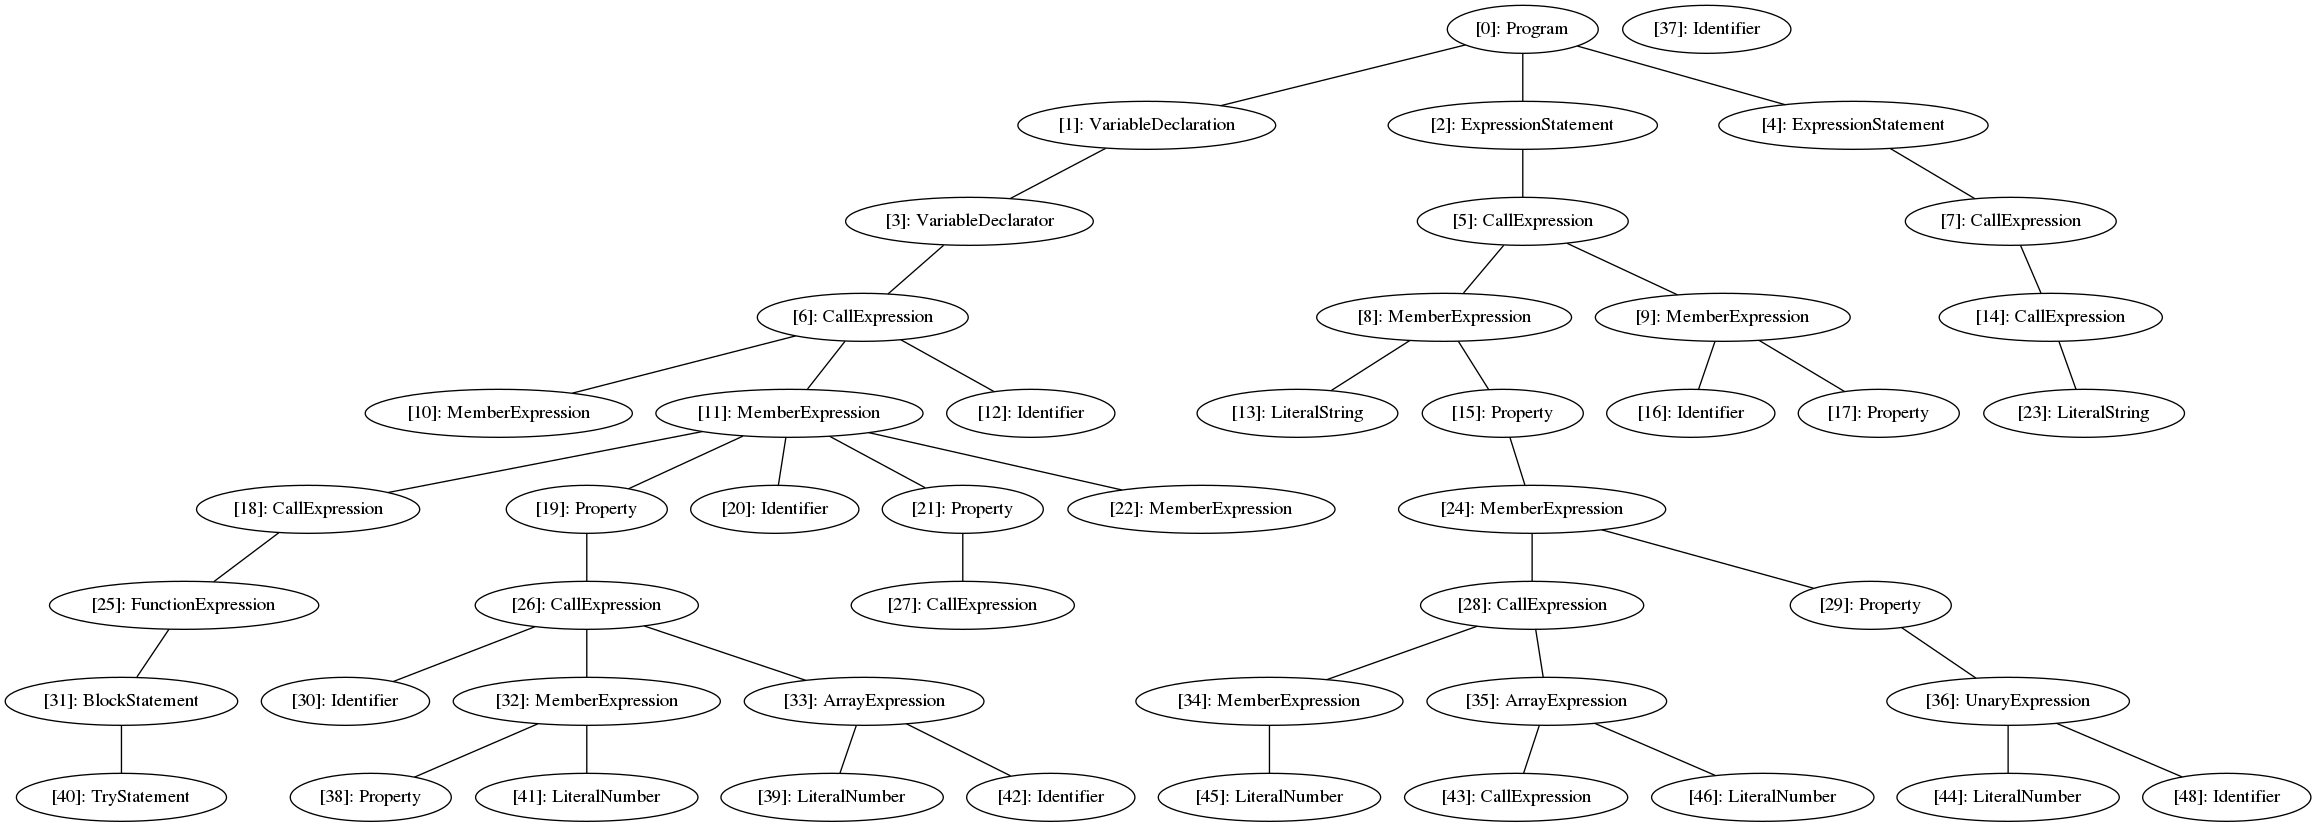 [0]: Program
[37]: Identifier
[1]: VariableDeclaration
[2]: ExpressionStatement
[4]: ExpressionStatement
[3]: VariableDeclarator
[5]: CallExpression
[7]: CallExpression
[6]: CallExpression
[8]: MemberExpression
[9]: MemberExpression
[14]: CallExpression
[10]: MemberExpression
[11]: MemberExpression
[12]: Identifier
[13]: LiteralString
[15]: Property
[16]: Identifier
[17]: Property
[23]: LiteralString
[18]: CallExpression
[19]: Property
[20]: Identifier
[21]: Property
[22]: MemberExpression
[24]: MemberExpression
[25]: FunctionExpression
[26]: CallExpression
[27]: CallExpression
[28]: CallExpression
[29]: Property
[31]: BlockStatement
[30]: Identifier
[32]: MemberExpression
[33]: ArrayExpression
[34]: MemberExpression
[35]: ArrayExpression
[36]: UnaryExpression
[40]: TryStatement
[38]: Property
[41]: LiteralNumber
[39]: LiteralNumber
[42]: Identifier
[45]: LiteralNumber
[43]: CallExpression
[46]: LiteralNumber
[44]: LiteralNumber
[48]: Identifier